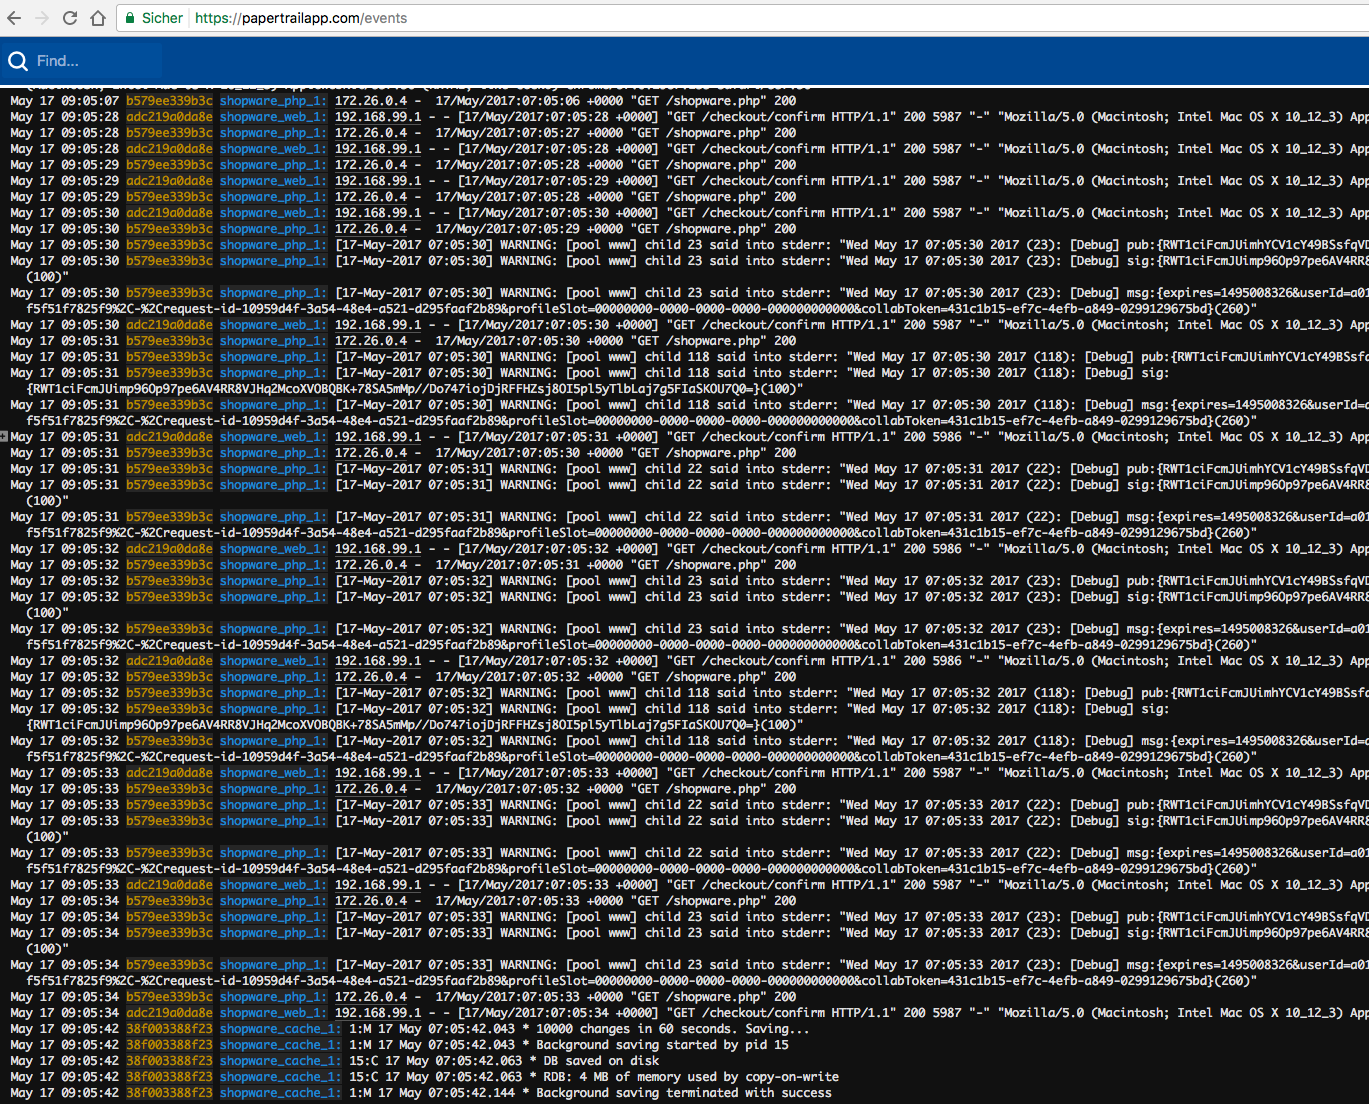 Sicher https://papertrailapp.com/events
Find...
May 17 09:05:07 b579ee339b3c shopware_php_1: 172.26.0.4 - 17/May/2017:07:05:06 +0000 "GET /shopware.php" 200
May 17 09:05:28 adc219a0da8e shopware_web_1: 192.168.99.1 - - [17/May/2017:07:05:28 +0000] "GET /checkout/confirm HTTP/1.1" 200 5987 "-" "Mozilla/5.0 (Macintosh; Intel Mac OS X 10_12_3) App
May 17 09:05:28 b579ee339b3c shopware_php_1: 172.26.0.4 - 17/May/2017:07:05:27 +0000 "GET /shopware.php" 200
May 17 09:05:28 adc219a0da8e shopware_web_1: 192.168.99.1 - - [17/May/2017:07:05:28 +0000] "GET /checkout/confirm HTTP/1.1" 200 5987 "-" "Mozilla/5.0 (Macintosh; Intel Mac OS X 10_12_3) App
May 17 09:05:29 b579ee339b3c shopware_php_1: 172.26.0.4 - 17/May/2017:07:05:28 +0000 "GET /shopware.php" 200
May 17 09:05:29 adc219a0da8e shopware_web_1: 192.168.99.1 - - [17/May/2017:07:05:29 +0000] "GET /checkout/confirm HTTP/1.1" 200 5987 "-" "Mozilla/5.0 (Macintosh; Intel Mac OS X 10_12_3) App
May 17 09:05:29 b579ee339b3c shopware_php_1: 172.26.0.4 - 17/May/2017:07:05:28 +0000 "GET /shopware.php" 200
May 17 09:05:30 adc219a0da8e shopware_web_1: 192.168.99.1 - - [17/May/2017:07:05:30 +0000] "GET /checkout/confirm HTTP/1.1" 200 5987 "-" "Mozilla/5.0 (Macintosh; Intel Mac OS X 10_12_3) App
May 17 09:05:30 b579ee339b3c shopware_php_1: 172.26.0.4 - 17/May/2017:07:05:29 +0000 "GET /shopware.php" 200
May 17 09:05:30 b579ee339b3c shopware_php_1: [17-May-2017 07:05:30] WARNING: [pool www] child 23 said into stderr: "Wed May 17 07:05:30 2017 (23): [Debug] pub:{RWT1ciFcmJUimhYCV1cY49BSsfqVD
May 17 09:05:30 b579ee339b3c shopware_php_1: [17-May-2017 07:05:30] WARNING: [pool www] child 23 said into stderr: "Wed May 17 07:05:30 2017 (23): [Debug] sig:{RWT1ciFcmJUimp96Op97pe6AV4RR&
(100)"
May 17 09:05:30 b579ee339b3c shopware_php_1: [17-May-2017 07:05:30] WARNING: [pool www] child 23 said into stderr: "Wed May 17 07:05:30 2017 (23): [Debug] msg:{expires=1495008326&userId=a01
f5f51f7825f9%2C-%2Crequest-id-10959d4f-3a54-48e4-a521-d295faaf2b89&profileSlot=00000000-0000-0000-0000-000000000000&collabToken=431c1b15-ef7c-4efb-a849-0299129675bd}(260)"
May 17 09:05:30 adc219a0da8e shopware_web_1: 192.168.99.1 - - [17/May/2017:07:05:30 +0000] "GET /checkout/confirm HTTP/1.1" 200 5987 "-" "Mozilla/5.0 (Macintosh; Intel Mac OS X 10_12_3) App
May 17 09:05:31 b579ee339b3c shopware_php_1: 172.26.0.4 - 17/May/2017:07:05:30 +0000 "GET /shopware.php" 200
May 17 09:05:31 b579ee339b3c shopware_php_1: [17-May-2017 07:05:30] WARNING: [pool www] child 118 said into stderr: "Wed May 17 07:05:30 2017 (118): [Debug] pub:{RWT1ciFcmJUimhYCV1cY49BSsfq
May 17 09:05:31 b579ee339b3c shopware_php_1: [17-May-2017 07:05:30] WARNING: [pool www] child 118 said into stderr: "Wed May 17 07:05:30 2017 (118): [Debug] sig:
{RWT1ciFcmJUimp96Op97pe6AV4RR8VJHq2McoXVOBQBK+78SA5mMp//Do747iojDjRFFHZsj8OI5pl5yTlbLaj7g5FIaSKOU7Q0=}(100)"
May 17 09:05:31 b579ee339b3c shopware_php_1: [17-May-2017 07:05:30] WARNING: [pool www] child 118 said into stderr: "Wed May 17 07:05:30 2017 (118): [Debug] msg:{expires=1495008326&userId=a
f5f51f7825f9%2C-%2Crequest-id-10959d4f-3a54-48e4-a521-d295faaf2b89&profileSlot=00000000-0000-0000-0000-000000000000&collabToken=431c1b15-ef7c-4efb-a849-0299129675bd}(260)"
May 17 09:05:31 adc219a0da8e shopware_web_1: 192.168.99.1 - - [17/May/2017:07:05:31 +0000] "GET /checkout/confirm HTTP/1.1" 200 5986 "-" "Mozilla/5.0 (Macintosh; Intel Mac OS X 10_12_3) App
May 17 09:05:31 b579ee339b3c shopware_php_1: 172.26.0.4 - 17/May/2017:07:05:30 +0000 "GET /shopware.php" 200
May 17 09:05:31 b579ee339b3c shopware_php_1: [17-May-2017 07:05:31] WARNING: [pool www] child 22 said into stderr: "Wed May 17 07:05:31 2017 (22): [Debug] pub:{RWT1ciFcmJUimhYCV1cY49BSsfqVD
May 17 09:05:31 b579ee339b3c shopware_php_1: [17-May-2017 07:05:31] WARNING: [pool www] child 22 said into stderr: "Wed May 17 07:05:31 2017 (22): [Debug] sig:{RWT1ciFcmJUimp96Op97pe6AV4RR&
(100)"
May 17 09:05:31 b579ee339b3c shopware_php_1: [17-May-2017 07:05:31] WARNING: [pool www] child 22 said into stderr: "Wed May 17 07:05:31 2017 (22): [Debug] msg:{expires=1495008326&userId=a01
f5f51f7825f9%2C-%2Crequest-id-10959d4f-3a54-48e4-a521-d295faaf2b89&profileSlot=00000000-0000-0000-0000-000000000000&collabToken=431c1b15-ef7c-4efb-a849-0299129675bd}(260)"
May 17 09:05:32 adc219a0da8e shopware_web_1: 192.168.99.1 - - [17/May/2017:07:05:32 +0000] "GET /checkout/confirm HTTP/1.1" 200 5986 "-" "Mozilla/5.0 (Macintosh; Intel Mac OS X 10_12_3) App
May 17 09:05:32 b579ee339b3c shopware_php_1: 172.26.0.4 - 17/May/2017:07:05:31 +0000 "GET /shopware.php" 200
May 17 09:05:32 b579ee339b3c shopware_php_1: [17-May-2017 07:05:32] WARNING: [pool www] child 23 said into stderr: "Wed May 17 07:05:32 2017 (23): [Debug] pub:{RWT1ciFcmJUimhYCV1cY49BSsfqVD
May 17 09:05:32 b579ee339b3c shopware_php_1: [17-May-2017 07:05:32] WARNING: [pool www] child 23 said into stderr: "Wed May 17 07:05:32 2017 (23): [Debug] sig:{RWT1ciFcmJUimp96Op97pe6AV4RR&
(100)"
May 17 09:05:32 b579ee339b3c shopware_php_1: [17-May-2017 07:05:32] WARNING: [pool www] child 23 said into stderr: "Wed May 17 07:05:32 2017 (23): [Debug] msg:{expires=1495008326&userId=a01
f5f51f7825f9%2C-%2Crequest-id-10959d4f-3a54-48e4-a521-d295faaf2b89&profileSlot=00000000-0000-0000-0000-000000000000&collabToken=431c1b15-ef7c-4efb-a849-0299129675bd}(260)"
May 17 09:05:32 adc219a0da8e shopware_web_1: 192.168.99.1 - - [17/May/2017:07:05:32 +0000] "GET /checkout/confirm HTTP/1.1" 200 5986 "-" "Mozilla/5.0 (Macintosh; Intel Mac OS X 10_12_3) App
May 17 09:05:32 b579ee339b3c shopware_php_1: 172.26.0.4 - 17/May/2017:07:05:32 +0000 "GET /shopware.php" 200
May 17 09:05:32 b579ee339b3c shopware_php_1: [17-May-2017 07:05:32] WARNING: [pool www] child 118 said into stderr: "Wed May 17 07:05:32 2017 (118): [Debug] pub:{RWT1ciFcmJUimhYCV1cY49BSsfq
May 17 09:05:32 b579ee339b3c shopware_php_1: [17-May-2017 07:05:32] WARNING: [pool www] child 118 said into stderr: "Wed May 17 07:05:32 2017 (118): [Debug] sig:
{RWT1ciFcmJUimp96Op97pe6AV4RR8VJHq2McoXVOBQBK+78SA5mMp//Do747iojDjRFFHZsj8OI5pl5yTlbLaj7g5FIaSKOU7Q0=}(100)"
May 17 09:05:32 b579ee339b3c shopware_php_1: [17-May-2017 07:05:32] WARNING: [pool www] child 118 said into stderr: "Wed May 17 07:05:32 2017 (118): [Debug] msg:{expires=1495008326&userId=a
f5f51f7825f9%2C-%2Crequest-id-10959d4f-3a54-48e4-a521-d295faaf2b89&profileSlot=00000000-0000-0000-0000-000000000000&collabToken=431c1b15-ef7c-4efb-a849-0299129675bd}(260)"
May 17 09:05:33 adc219a0da8e shopware_web_1: 192.168.99.1 - - [17/May/2017:07:05:33 +0000] "GET /checkout/confirm HTTP/1.1" 200 5987 "-" "Mozilla/5.0 (Macintosh; Intel Mac OS X 10_12_3) App
May 17 09:05:33 b579ee339b3c shopware_php_1: 172.26.0.4 - 17/May/2017:07:05:32 +0000 "GET /shopware.php" 200
May 17 09:05:33 b579ee339b3c shopware_php_1: [17-May-2017 07:05:33] WARNING: [pool www] child 22 said into stderr: "Wed May 17 07:05:33 2017 (22): [Debug] pub:{RWT1ciFcmJUimhYCV1cY49BSsfqVD
May 17 09:05:33 b579ee339b3c shopware_php_1: [17-May-2017 07:05:33] WARNING: [pool www] child 22 said into stderr: "Wed May 17 07:05:33 2017 (22): [Debug] sig:{RWT1ciFcmJUimp96Op97pe6AV4RR&
(100)"
May 17 09:05:33 b579ee339b3c shopware_php_1: [17-May-2017 07:05:33] WARNING: [pool www] child 22 said into stderr: "Wed May 17 07:05:33 2017 (22): [Debug] msg:{expires=1495008326&userId=a01
f5f51f7825f9%2C-%2Crequest-id-10959d4f-3a54-48e4-a521-d295faaf2b89&profileSlot=00000000-0000-0000-0000-000000000000&collabToken=431c1b15-ef7c-4efb-a849-0299129675bd}(260)"
May 17 09:05:33 adc219a0da8e shopware_web_1: 192.168.99.1 - - [17/May/2017:07:05:33 +0000] "GET /checkout/confirm HTTP/1.1" 200 5987 "-" "Mozilla/5.0 (Macintosh; Intel Mac OS X 10_12_3) App
May 17 09:05:34 b579ee339b3c shopware_php_1: 172.26.0.4 - 17/May/2017:07:05:33 +0000 "GET /shopware.php" 200
May 17 09:05:34 b579ee339b3c shopware_php_1: [17-May-2017 07:05:33] WARNING: [pool www] child 23 said into stderr: "Wed May 17 07:05:33 2017 (23): [Debug] pub:{RWT1ciFcmJUimhYCV1cY49BSsfqVD
May 17 09:05:34 b579ee339b3c shopware_php_1: [17-May-2017 07:05:33] WARNING: [pool www] child 23 said into stderr: "Wed May 17 07:05:33 2017 (23): [Debug] sig:{RWT1ciFcmJUimp96Op97pe6AV4RR&
(100)"
May 17 09:05:34 b579ee339b3c shopware_php_1: [17-May-2017 07:05:33] WARNING: [pool www] child 23 said into stderr: "Wed May 17 07:05:33 2017 (23): [Debug] msg:{expires=1495008326&userId=a01
f5f51f7825f9%2C-%2Crequest-id-10959d4f-3a54-48e4-a521-d295faaf2b89&profileSlot=00000000-0000-0000-0000-000000000000&collabToken=431c1b15-ef7c-4efb-a849-0299129675bd}(260)"
May 17 09:05:34 b579ee339b3c shopware_php_1: 172.26.0.4 - 17/May/2017:07:05:33 +0000 "GET /shopware.php" 200
May 17 09:05:34 adc219a0da8e shopware_web_1: 192.168.99.1 - - [17/May/2017:07:05:34 +0000] "GET /checkout/confirm HTTP/1.1" 200 5987 "-" "Mozilla/5.0 (Macintosh; Intel Mac OS X 10_12_3) App
May 17 09:05:42 38f003388f23 shopware_cache_1: 1:M 17 May 07:05:42.043 * 10000 changes in 60 seconds. Saving...
May 17 09:05:42 38f003388f23 shopware_cache_1: 1:M 17 May 07:05:42.043 * Background saving started by pid 15
May 17 09:05:42 38f003388f23 shopware_cache_1: 15:C 17 May 07:05:42.063 * DB saved on disk
May 17 09:05:42 38f003388f23 shopware_cache_1: 15:C 17 May 07:05:42.063 * RDB: 4 MB of memory used by copy-on-write
May 17 09:05:42 38f003388f23 shopware_cache_1: 1:M 17 May 07:05:42.144 * Background saving terminated with success